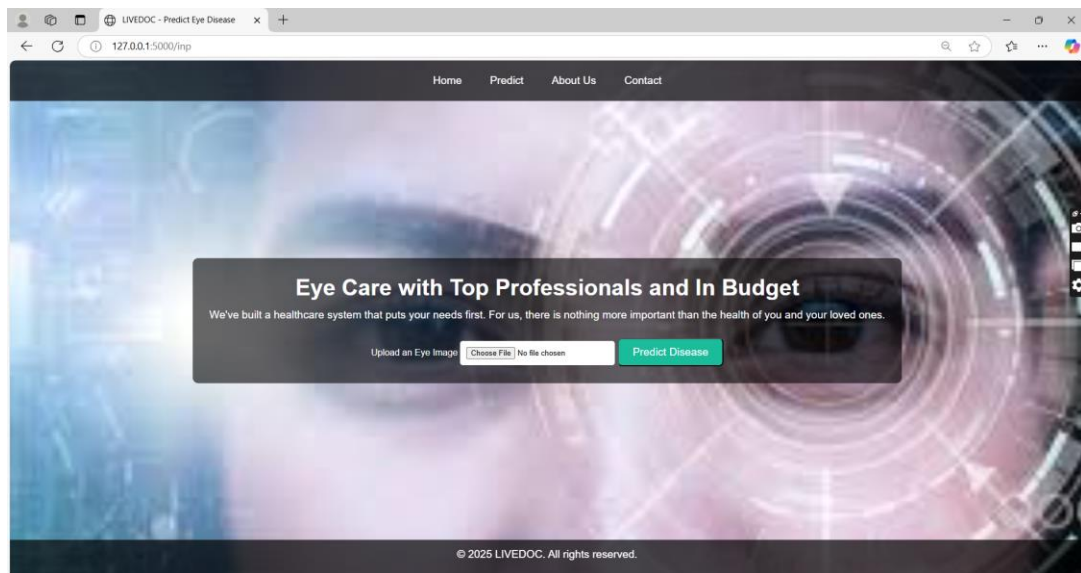 LIVEDOC - Predict Eye Disease
127.0.0.1:5000/inp
Home Predict About Us Contact
Eye Care with Top Professionals and In Budget
We've built a healthcare system that puts your needs first. For us, there is nothing more important than the health of you and your loved ones.
Upload an Eye Image Choose File No file chosen Predict Disease
© 2025 LIVEDOC. All rights reserved.